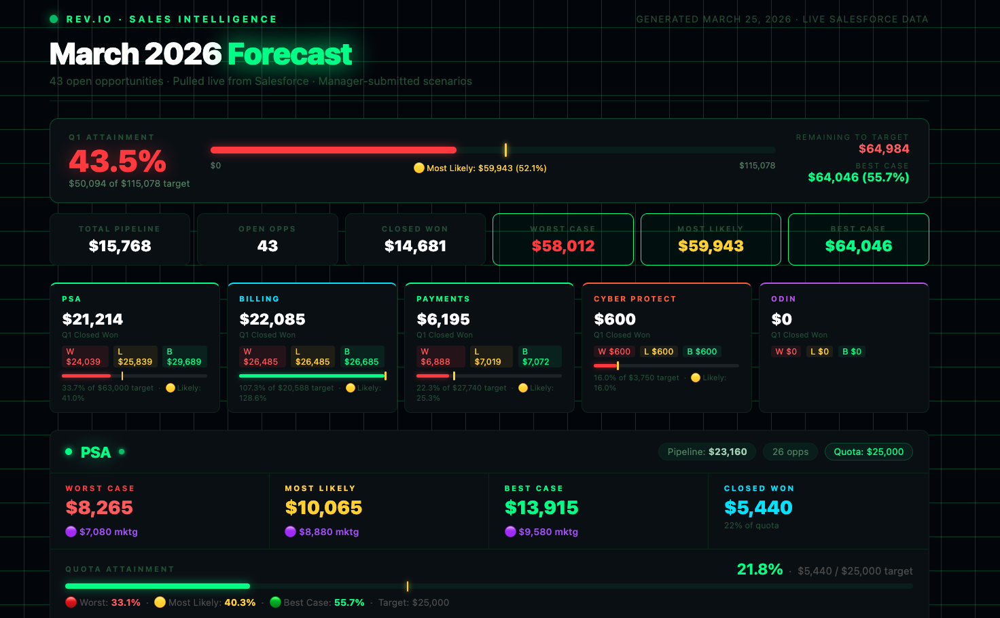 REV.IO · SALES INTELLIGENCE
GENERATED MARCH 25, 2026 · LIVE SALESFORCE DATA
March 2026 Forecast
43 open opportunities · Pulled live from Salesforce · Manager-submitted scenarios
Q1 ATTAINMENT
43.5%
$50,094 of $115,078 target
$0
Most Likely: $59,943 (52.1%)
$115,078
REMAINING TO TARGET
$64,984
BEST CASE
$64,046 (55.7%)
TOTAL PIPELINE
$15,768
OPEN OPPS
43
CLOSED WON
$14,681
WORST CASE
$58,012
MOST LIKELY
$59,943
BEST CASE
$64,046
PSA
$21,214
Q1 Closed Won
W
$24,039
L
$25,839
B
$29,689
33.7% of $63,000 target · 🟡 Likely:
41.0%
BILLING
$22,085
Q1 Closed Won
W
$26,485
L
$26,485
B
$26,685
107.3% of $20,588 target · 🟡 Likely:
128.6%
PAYMENTS
$6,195
Q1 Closed Won
W
$6,888
L
$7,019
B
$7,072
22.3% of $27,740 target · 🟡 Likely:
25.3%
CYBER PROTECT
$600
Q1 Closed Won
W $600
L $600
B $600
16.0% of $3,750 target · 🟡 Likely:
16.0%
ODIN
$0
Q1 Closed Won
W $0
L $0
B $0
PSA
Pipeline: $23,160
26 opps
Quota: $25,000
WORST CASE
$8,265
🟣 $7,080 mktg
MOST LIKELY
$10,065
🟣 $8,880 mktg
BEST CASE
$13,915
🟣 $9,580 mktg
CLOSED WON
$5,440
22% of quota
QUOTA ATTAINMENT
21.8% · $5,440 / $25,000 target
🔴 Worst: 33.1% · 🟡 Most Likely: 40.3% · 🟢 Best Case: 55.7% · Target: $25,000